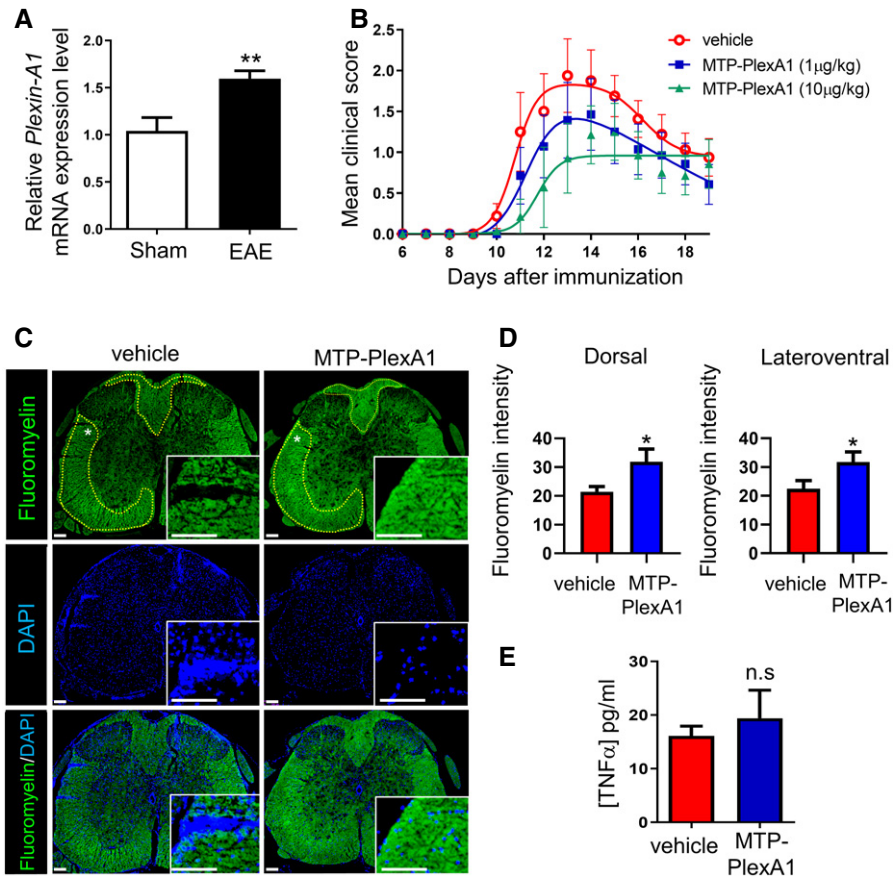 A
Relative Plexin-A1
mRNA expression level
2.0
1.5
1.0
0.5
0.0
**
Sham
EAE
B
Mean clinical score
2.5
2.0
1.5
1.0
0.5
0.0
6
8
10
12
14
16
18
Days after immunization
vehicle
MTP-PlexA1 (1μg/kg)
MTP-PlexA1 (10μg/kg)
C
vehicle
MTP-PlexA1
Fluoromyelin
*
*
DAPI
Fluoromyelin/DAPI
D
Dorsal
Fluoromyelin intensity
40
30
20
10
0
*
vehicle
MTP-
PlexA1
Lateroventral
Fluoromyelin intensity
40
30
20
10
0
*
vehicle
MTP-
PlexA1
E
[TNFα] pg/ml
30
20
10
0
n.s
vehicle
MTP-
PlexA1